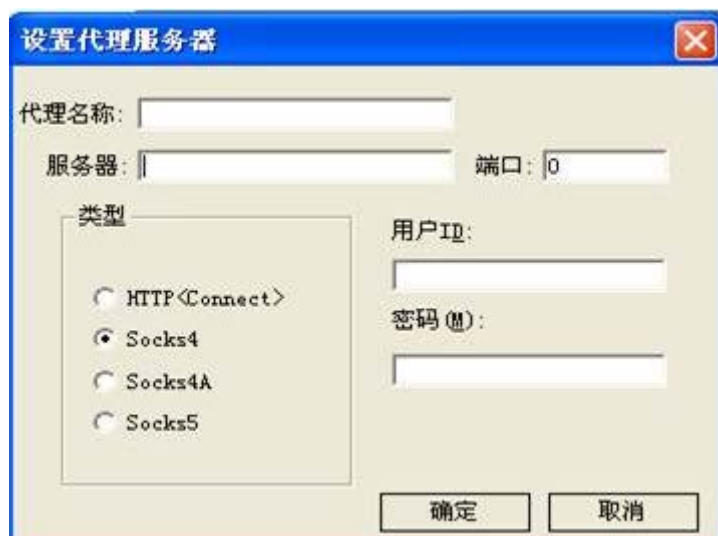 设置代理服务器
代理名称:
服务器: 端口: 0
类型
用户ID:
HTTP<Connect>
密码(M):
Socks4
Socks4A
Socks5
确定 取消